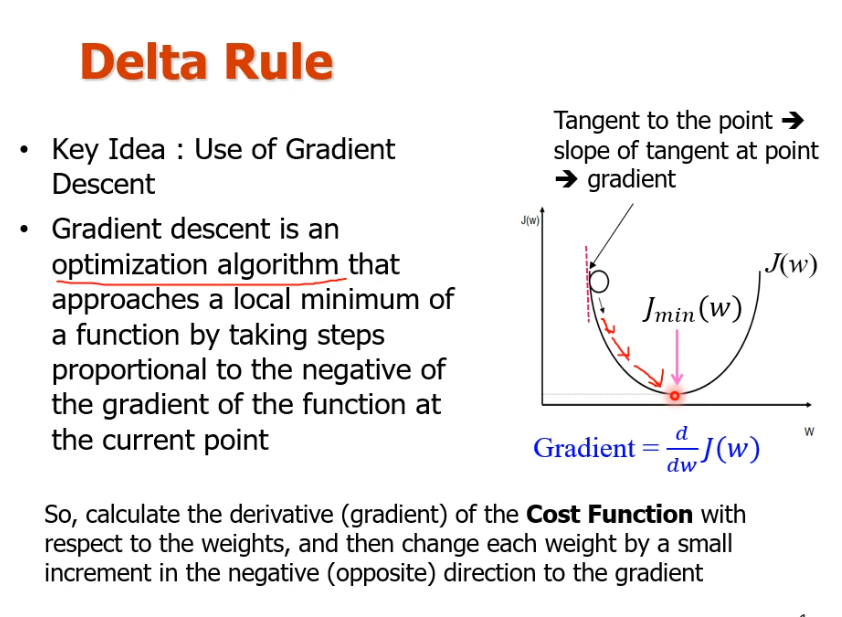 Delta Rule
• Key Idea : Use of Gradient
Descent
• Gradient descent is an
optimization algorithm that
approaches a local minimum of
a function by taking steps
proportional to the negative of
the gradient of the function at
the current point
Tangent to the point ➔
slope of tangent at point
➔ gradient
J(w)
J(w)
J_min(w)
w
Gradient = d/dw J(w)
So, calculate the derivative (gradient) of the Cost Function with
respect to the weights, and then change each weight by a small
increment in the negative (opposite) direction to the gradient